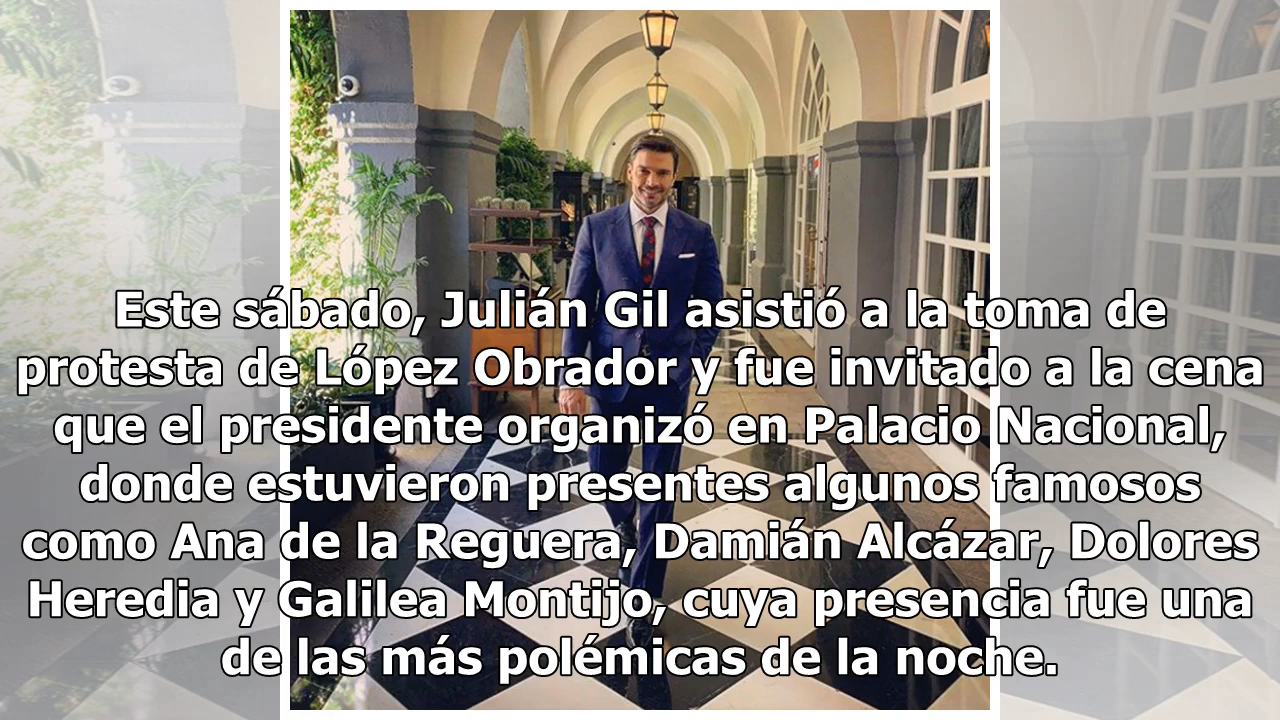 Este sábado, Julián Gil asistió a la toma de
protesta de López Obrador y fue invitado a la cena
que el presidente organizó en Palacio Nacional,
donde estuvieron presentes algunos famosos
como Ana de la Reguera, Damián Alcázar, Dolores
Heredia y Galilea Montijo, cuya presencia fue una
de las más polémicas de la noche.